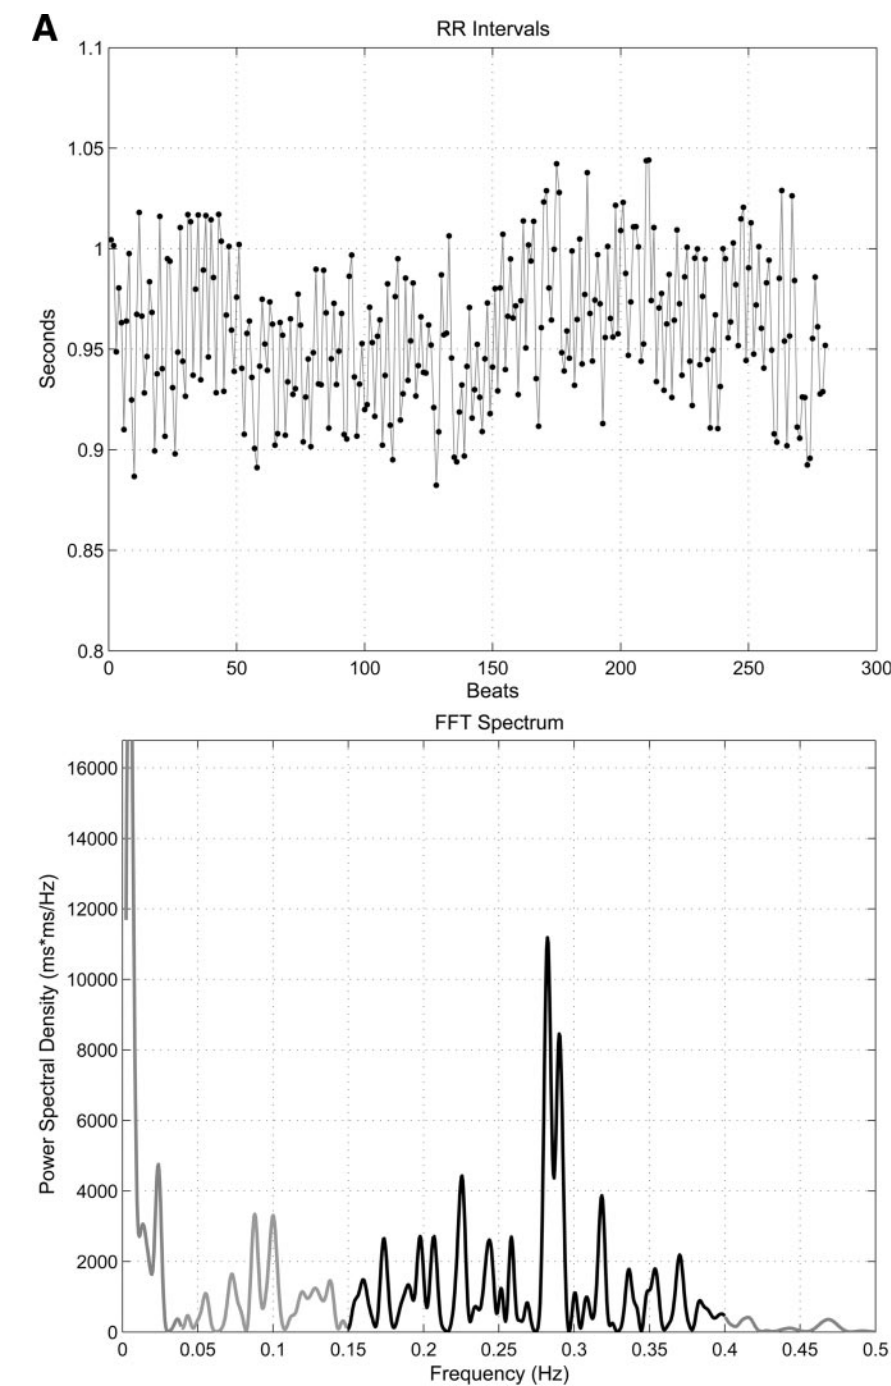 A
RR Intervals
1.1
1.05
1
0.95
0.9
0.85
0.8
Seconds
0 50 100 150 200 250 300
Beats
FFT Spectrum
16000
14000
12000
10000
8000
6000
4000
2000
0
Power Spectral Density (ms*ms/Hz)
0 0.05 0.1 0.15 0.2 0.25 0.3 0.35 0.4 0.45 0.5
Frequency (Hz)